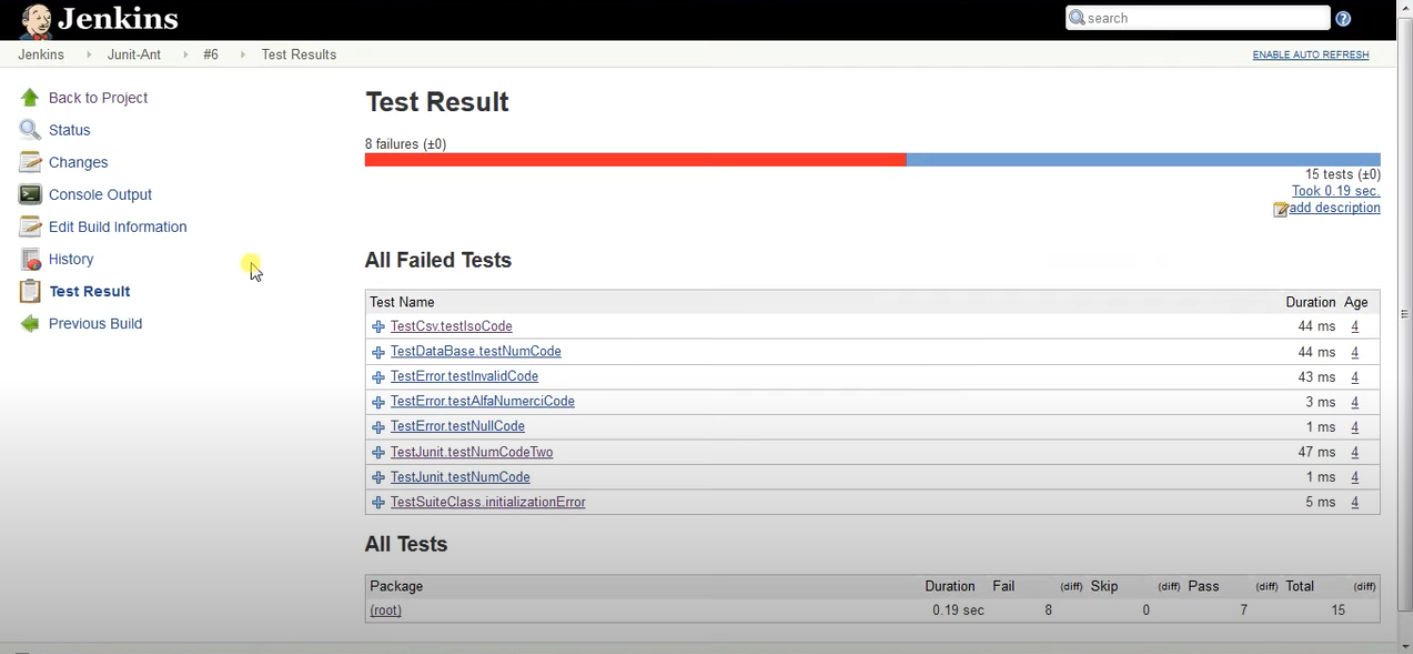 Jenkins
search
Jenkins Junit-Ant #6 Test Results
ENABLE AUTO REFRESH
Back to Project
Status
Changes
Console Output
Edit Build Information
History
Test Result
Previous Build
Test Result
8 failures (±0)
15 tests (±0)
Took 0.19 sec.
add description
All Failed Tests
Test Name Duration Age
TestCsv.testIsoCode 44 ms 4
TestDataBase.testNumCode 44 ms 4
TestError.testInvalidCode 43 ms 4
TestError.testAlfaNumerciCode 3 ms 4
TestError.testNullCode 1 ms 4
TestJunit.testNumCodeTwo 47 ms 4
TestJunit.testNumCode 1 ms 4
TestSuiteClass.initializationError 5 ms 4
All Tests
Package Duration Fail (diff) Skip (diff) Pass (diff) Total (diff)
(root) 0.19 sec 8 0 7 15